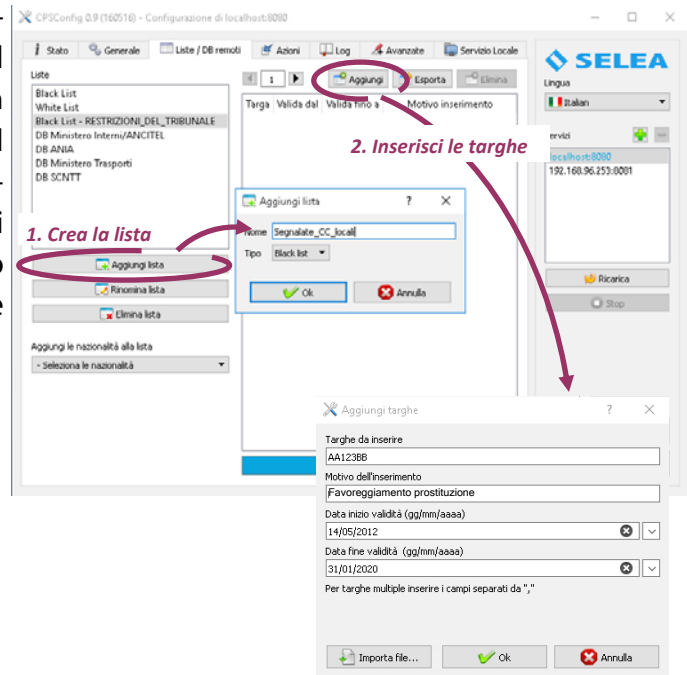 CPSConfig 0.9 (160516) - Configurazione di localhost:8080
Stato Generale Liste / DB remoti Azioni Log Avanzate Servizio Locale
Liste
Black List
White List
Black List - RESTRIZIONI_DEL_TRIBUNALE
DB Ministero Interni/ANCITEL
DB ANIA
DB Ministero Trasporti
DB SCNTT
1. Crea la lista
Aggiungi lista
Rinomina lista
Elimina lista
Aggiungi le nazionalità alla lista
- Seleziona le nazionalità
1 Aggiungi Esporta Elimina
Targa Valida dal Valida fino a Motivo inserimento
2. Inserisci le targhe
Aggiungi lista ? X
Nome Segnalate_CC_locali
Tipo Black list
Ok Annulla
SELEA
Lingua
Italian
ervizi
localhost:8080
192.168.96.253:8081
Ricarica
Stop
Aggiungi targhe ? X
Targhe da inserire
AA123BB
Motivo dell'inserimento
Favoreggiamento prostituzione
Data inizio validità (gg/mm/aaaa)
14/05/2012
Data fine validità (gg/mm/aaaa)
31/01/2020
Per targhe multiple inserire i campi separati da ","
Importa file... Ok Annulla